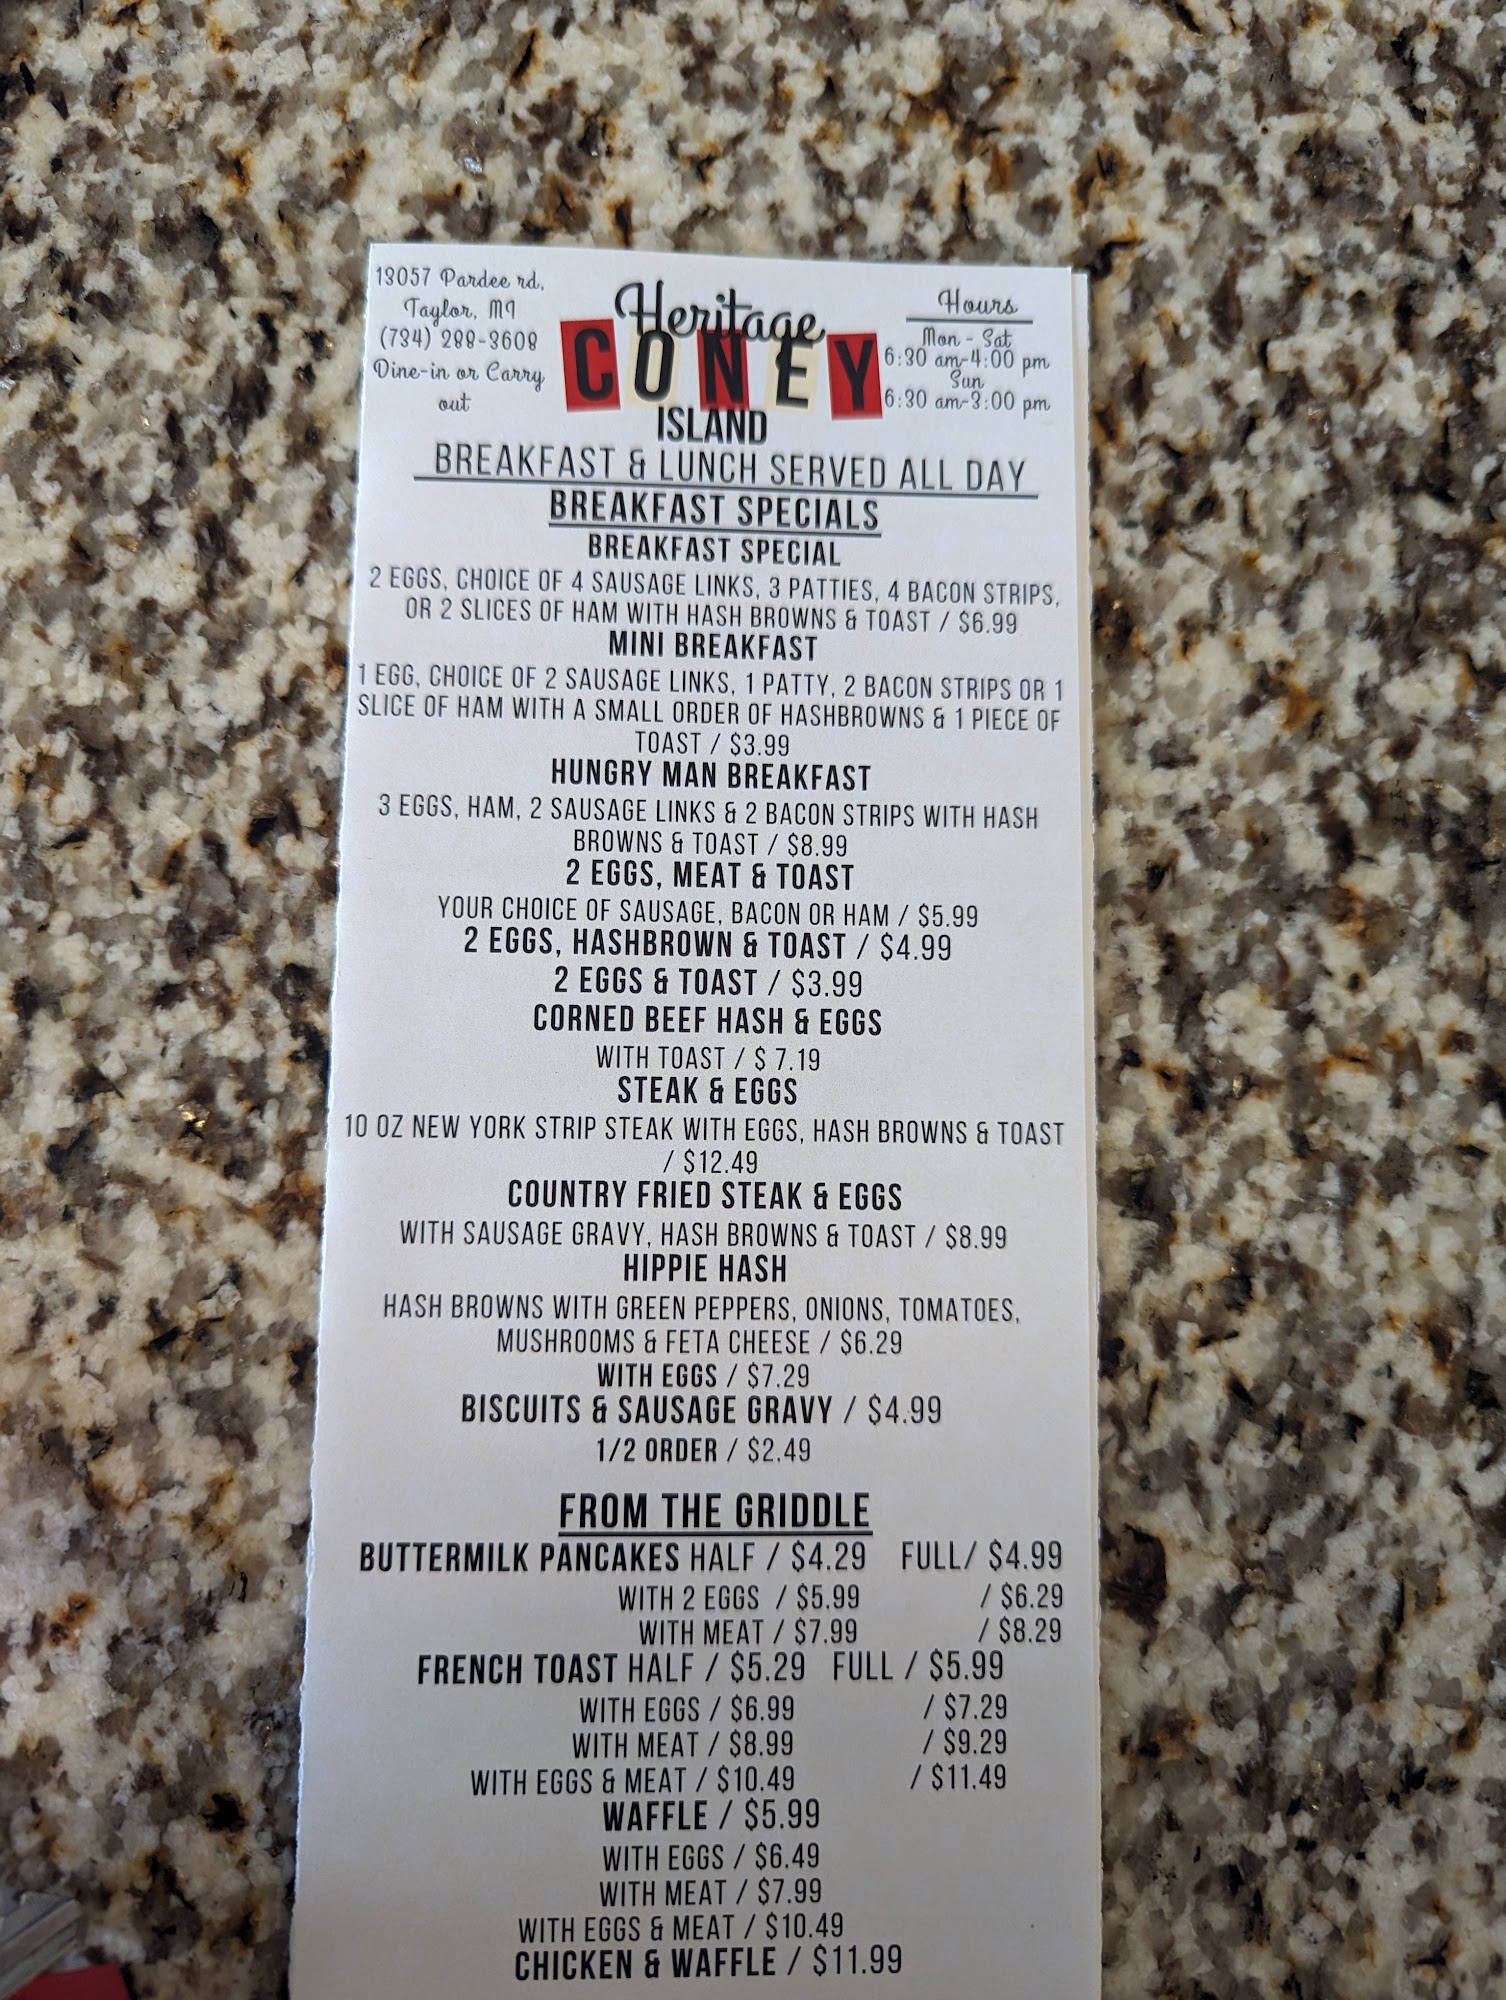 13057 Pardee rd,
Taylor, MI
(734) 288-3608
Dine-in or Carry
out
Heritage
CONEY
ISLAND
Hours
Mon - Sat
6:30 am-4:00 pm
Sun
6:30 am-3:00 pm
BREAKFAST & LUNCH SERVED ALL DAY
BREAKFAST SPECIALS
BREAKFAST SPECIAL
2 EGGS, CHOICE OF 4 SAUSAGE LINKS, 3 PATTIES, 4 BACON STRIPS,
OR 2 SLICES OF HAM WITH HASH BROWNS & TOAST / $6.99
MINI BREAKFAST
1 EGG, CHOICE OF 2 SAUSAGE LINKS, 1 PATTY, 2 BACON STRIPS OR 1
SLICE OF HAM WITH A SMALL ORDER OF HASHBROWNS & 1 PIECE OF
TOAST / $3.99
HUNGRY MAN BREAKFAST
3 EGGS, HAM, 2 SAUSAGE LINKS & 2 BACON STRIPS WITH HASH
BROWNS & TOAST / $8.99
2 EGGS, MEAT & TOAST
YOUR CHOICE OF SAUSAGE, BACON OR HAM / $5.99
2 EGGS, HASHBROWN & TOAST / $4.99
2 EGGS & TOAST / $3.99
CORNED BEEF HASH & EGGS
WITH TOAST / $ 7.19
STEAK & EGGS
10 OZ NEW YORK STRIP STEAK WITH EGGS, HASH BROWNS & TOAST
/ $12.49
COUNTRY FRIED STEAK & EGGS
WITH SAUSAGE GRAVY, HASH BROWNS & TOAST / $8.99
HIPPIE HASH
HASH BROWNS WITH GREEN PEPPERS, ONIONS, TOMATOES,
MUSHROOMS & FETA CHEESE / $6.29
WITH EGGS / $7.29
BISCUITS & SAUSAGE GRAVY / $4.99
1/2 ORDER / $2.49
FROM THE GRIDDLE
BUTTERMILK PANCAKES HALF / $4.29 FULL/ $4.99
WITH 2 EGGS / $5.99 / $6.29
WITH MEAT / $7.99 / $8.29
FRENCH TOAST HALF / $5.29 FULL / $5.99
WITH EGGS / $6.99 / $7.29
WITH MEAT / $8.99 / $9.29
WITH EGGS & MEAT / $10.49 / $11.49
WAFFLE / $5.99
WITH EGGS / $6.49
WITH MEAT / $7.99
WITH EGGS & MEAT / $10.49
CHICKEN & WAFFLE / $11.99